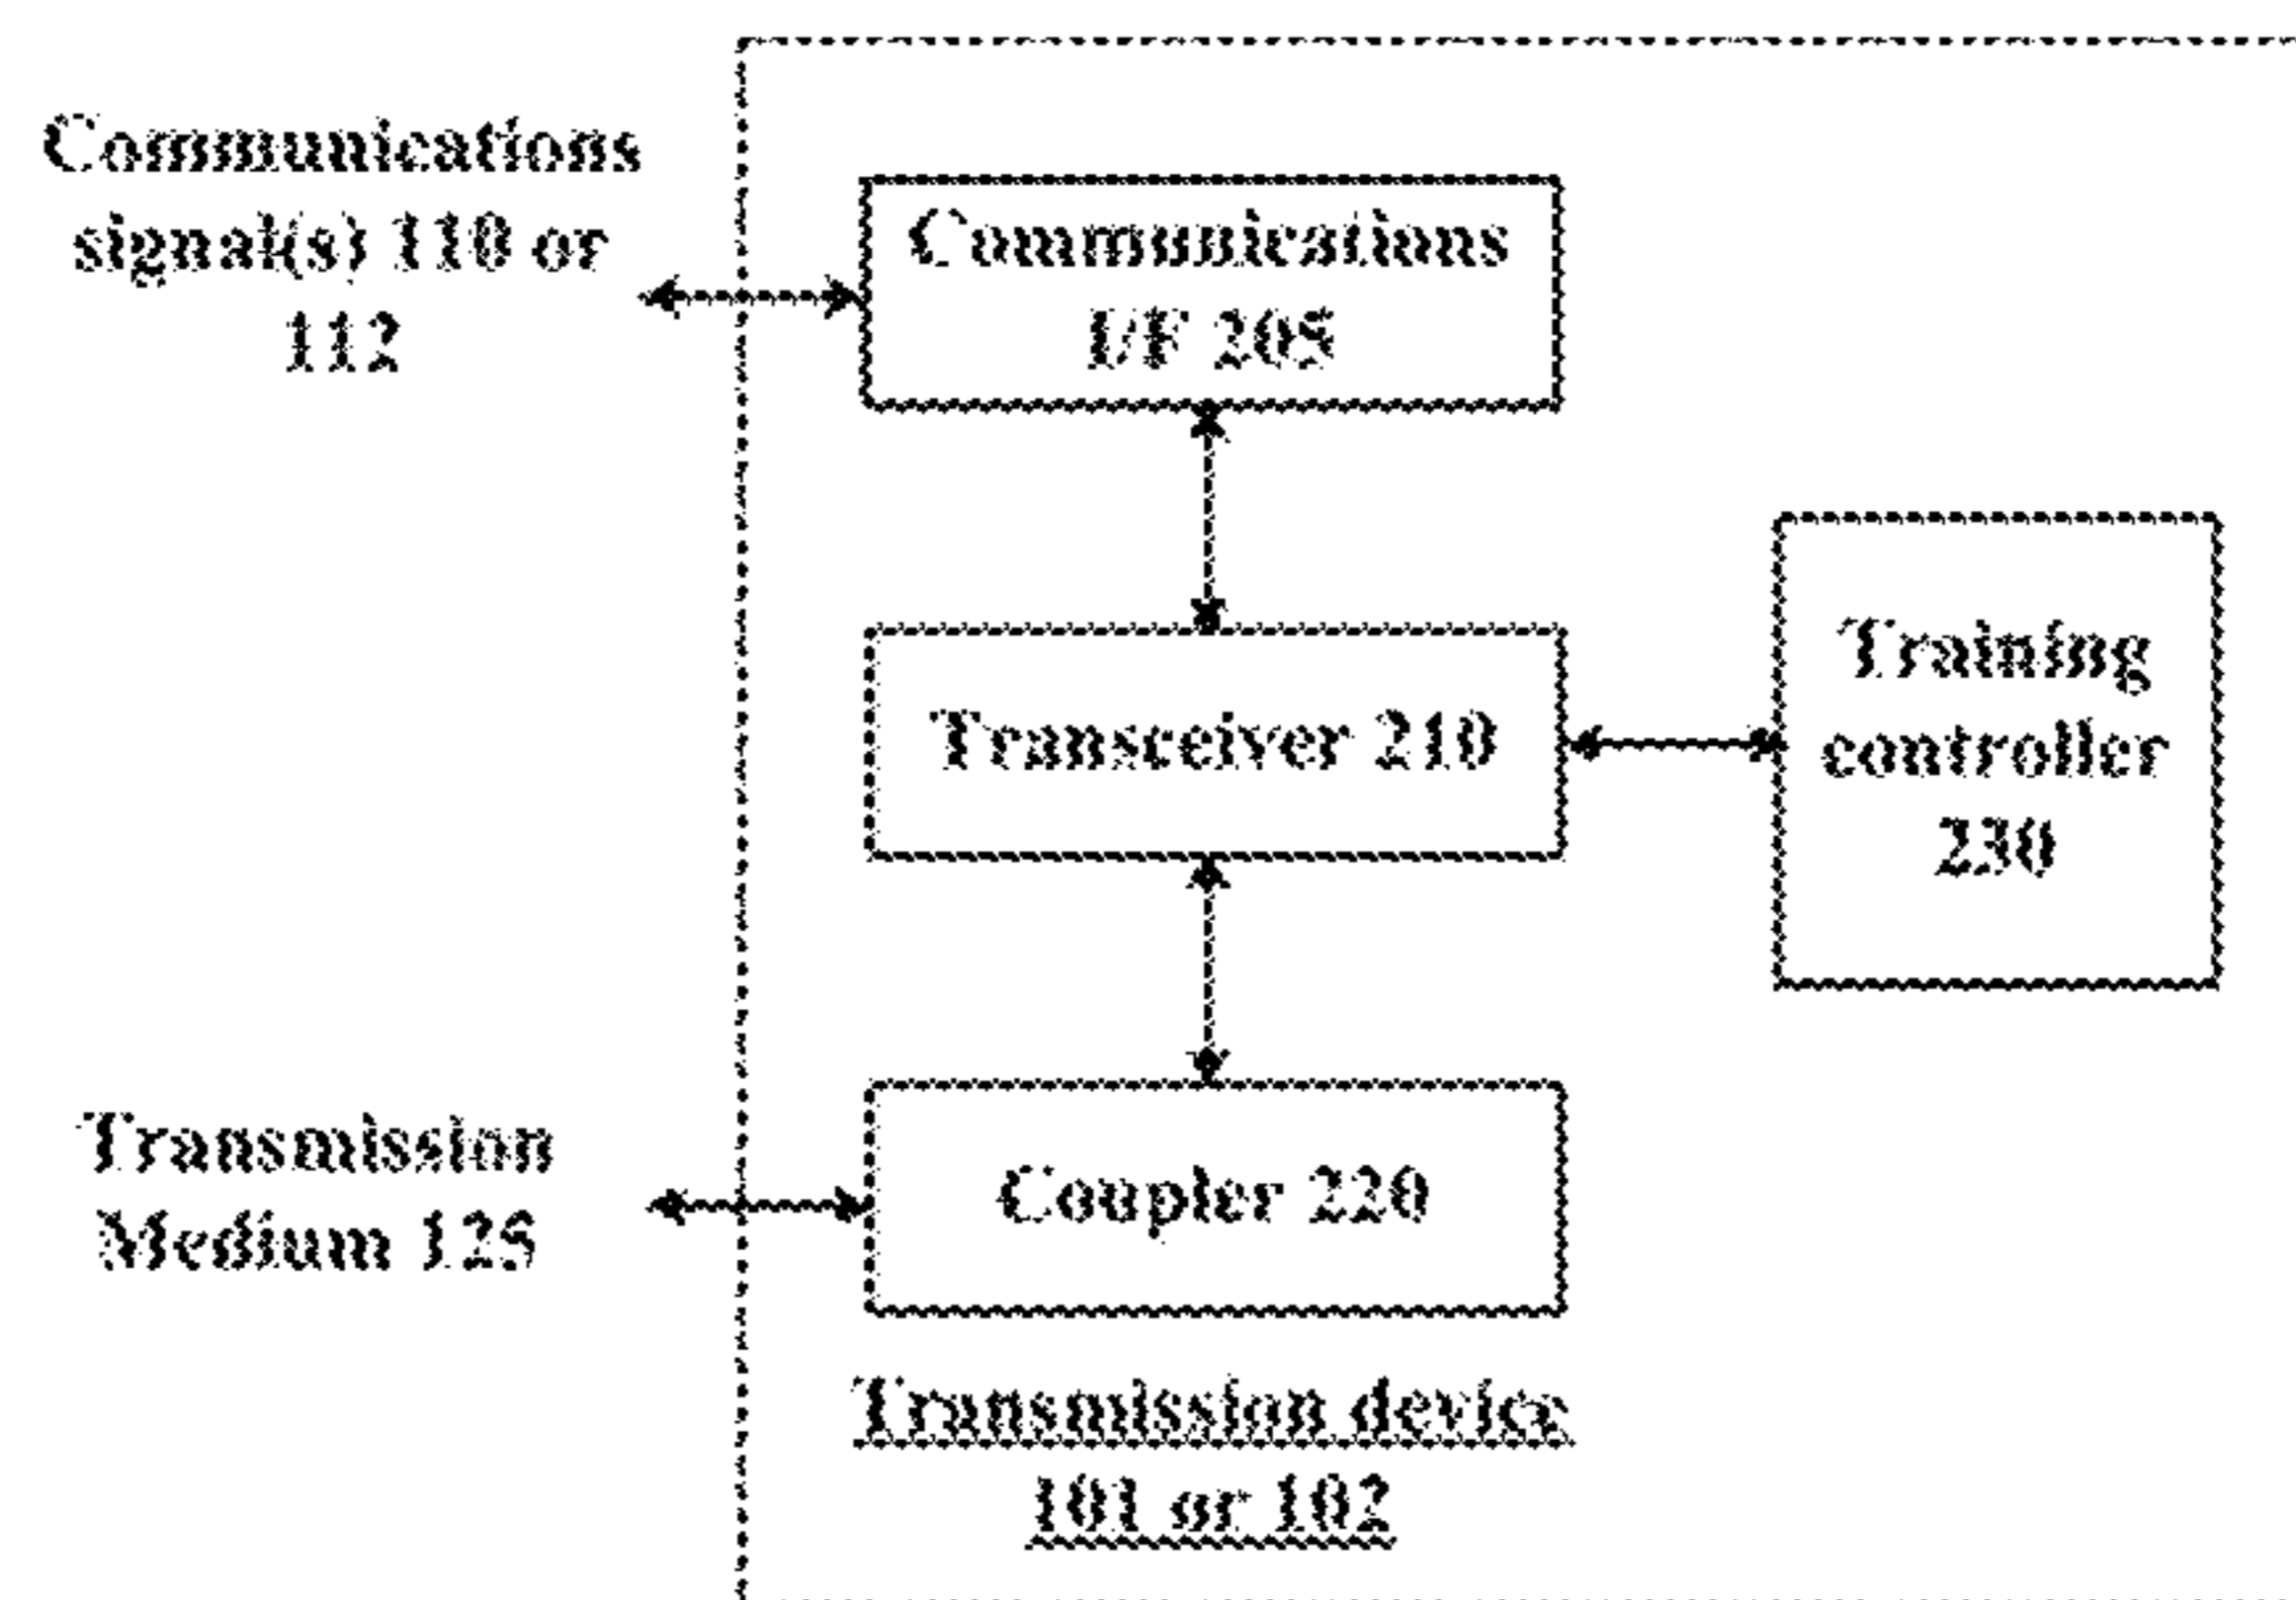 Communications
signal(s) 110 or
112
Communications
I/F 205
Transceiver 210
Training
controller
230
Transmission
Medium 125
Coupler 220
Transmission device
101 or 102